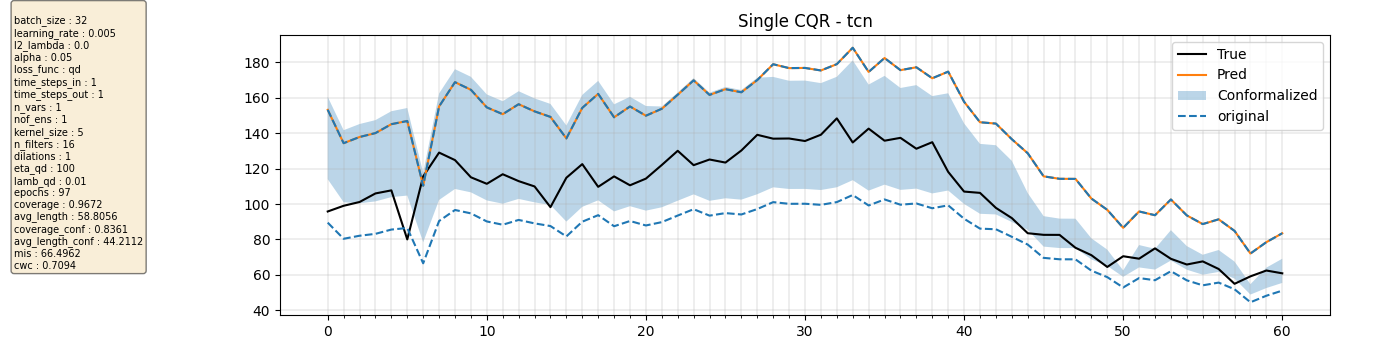 Single CQR - tcn
batch_size : 32
learning_rate : 0.005
l2_lambda : 0.0
alpha : 0.05
loss_func : qd
time_steps_in : 1
time_steps_out : 1
n_vars : 1
nof_ens : 1
kernel_size : 5
n_filters : 16
dilations : 1
eta_qd : 100
lamb_qd : 0.01
epochs : 97
coverage : 0.9672
avg_length : 58.8056
coverage_conf : 0.8361
avg_length_conf : 44.2112
mis : 66.4962
cwc : 0.7094
180
160
140
120
100
80
60
40
0
10
20
30
40
50
60
True
Pred
Conformalized
original